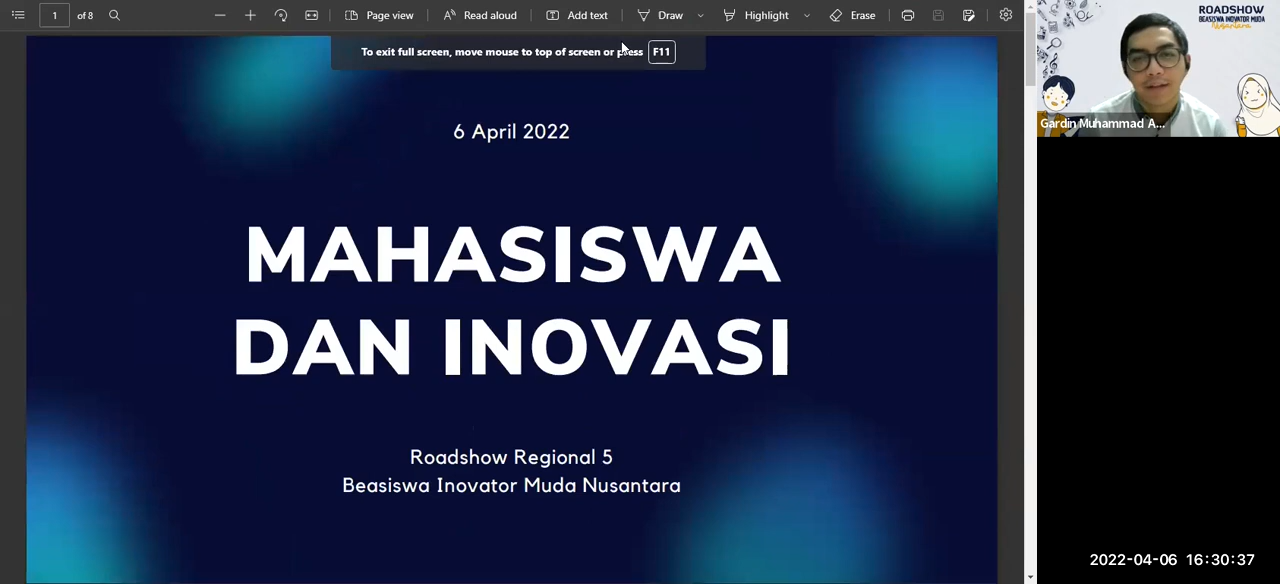 1 of 8 Page view Read aloud Add text Draw Highlight Erase
To exit full screen, move mouse to top of screen or press F11
6 April 2022
MAHASISWA
DAN INOVASI
Roadshow Regional 5
Beasiswa Inovator Muda Nusantara
ROADSHOW
BEASISWA INOVATOR MUDA
Nusantara
Gardin Muhammad A...
2022-04-06 16:30:37